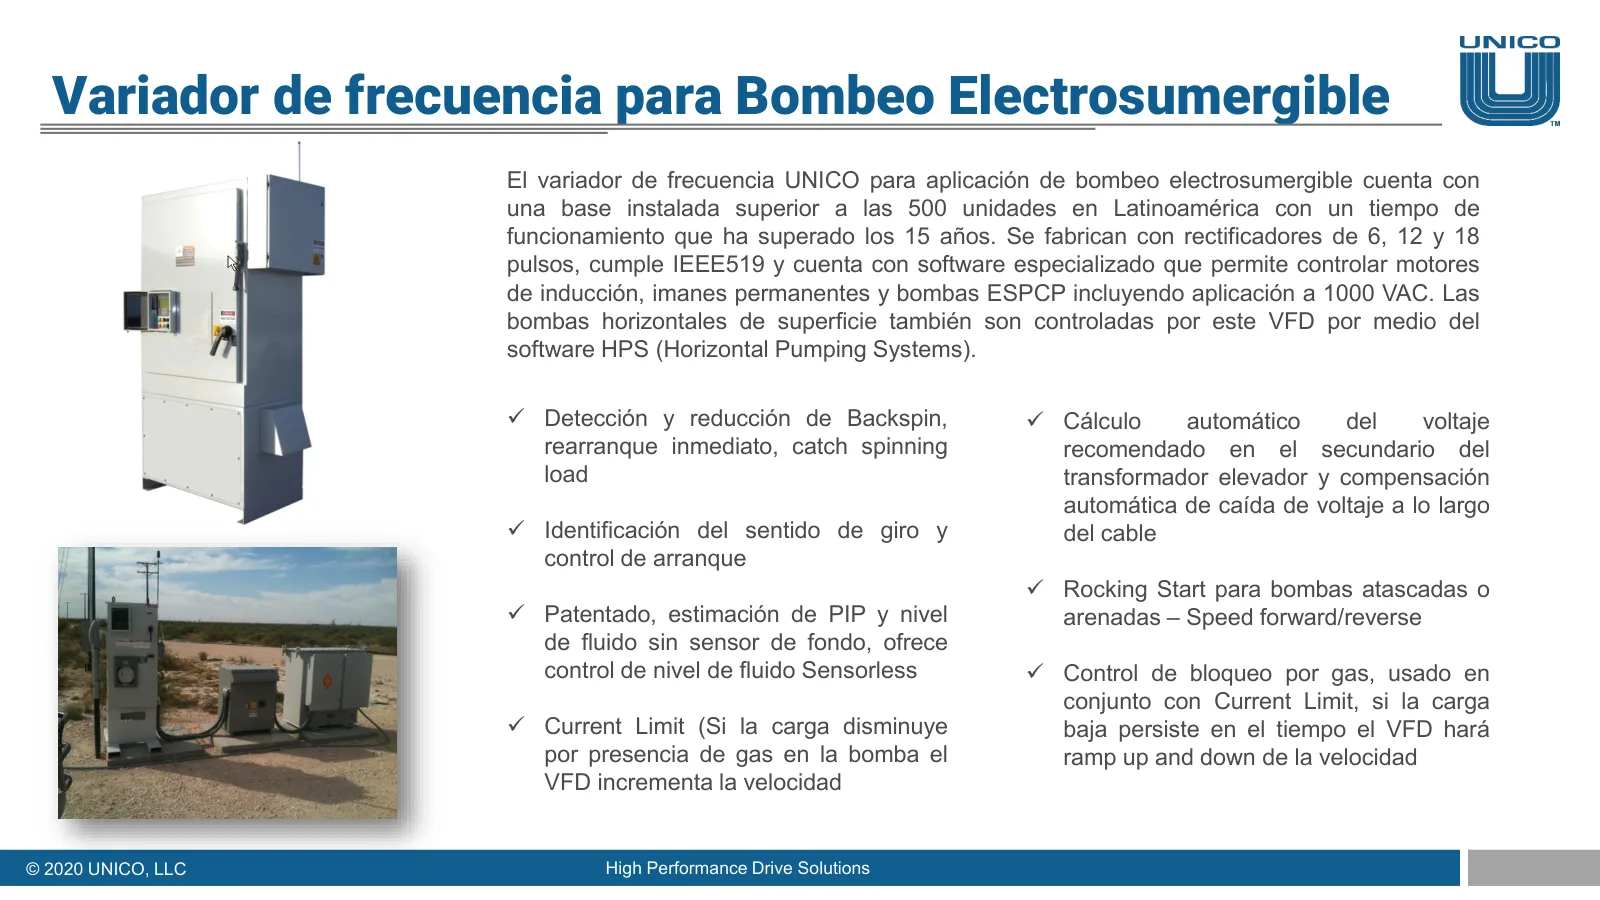 UNICO
Variador de frecuencia para Bombeo Electrosumergible
TM
El variador de frecuencia UNICO para aplicación de bombeo electrosumergible cuenta con
una base instalada superior a las 500 unidades en Latinoamérica con un tiempo de
funcionamiento que ha superado los 15 años. Se fabrican con rectificadores de 6, 12 y 18
pulsos, cumple IEEE519 y cuenta con software especializado que permite controlar motores
de inducción, imanes permanentes y bombas ESPCP incluyendo aplicación a 1000 VAC. Las
bombas horizontales de superficie también son controladas por este VFD por medio del
software HPS (Horizontal Pumping Systems).
Detección y reducción de Backspin,
rearranque inmediato, catch spinning
load
Identificación del sentido de giro y
control de arranque
Patentado, estimación de PIP y nivel
de fluido sin sensor de fondo, ofrece
control de nivel de fluido Sensorless
Current Limit (Si la carga disminuye
por presencia de gas en la bomba el
VFD incrementa la velocidad
Cálculo automático del voltaje
recomendado en el secundario del
transformador elevador y compensación
automática de caída de voltaje a lo largo
del cable
Rocking Start para bombas atascadas o
arenadas – Speed forward/reverse
Control de bloqueo por gas, usado en
conjunto con Current Limit, si la carga
baja persiste en el tiempo el VFD hará
ramp up and down de la velocidad
© 2020 UNICO, LLC
High Performance Drive Solutions